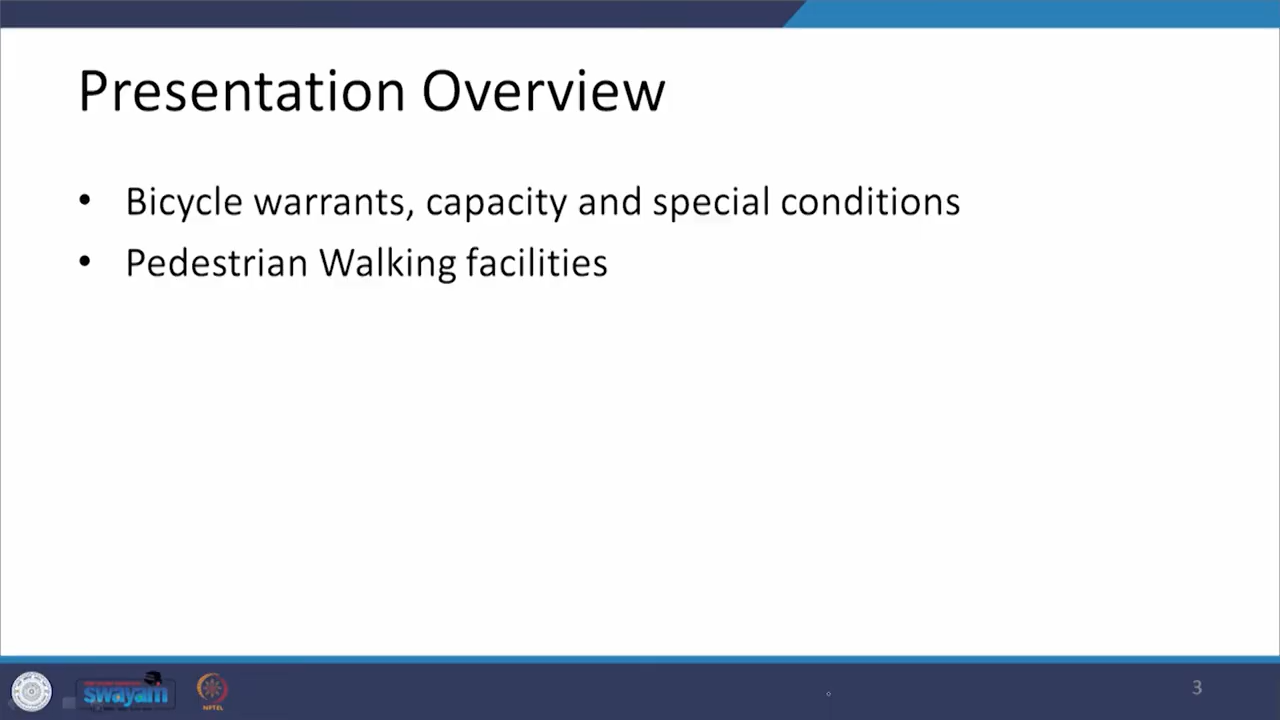 Presentation Overview
• Bicycle warrants, capacity and special conditions
• Pedestrian Walking facilities
swayam
NPTEL
3